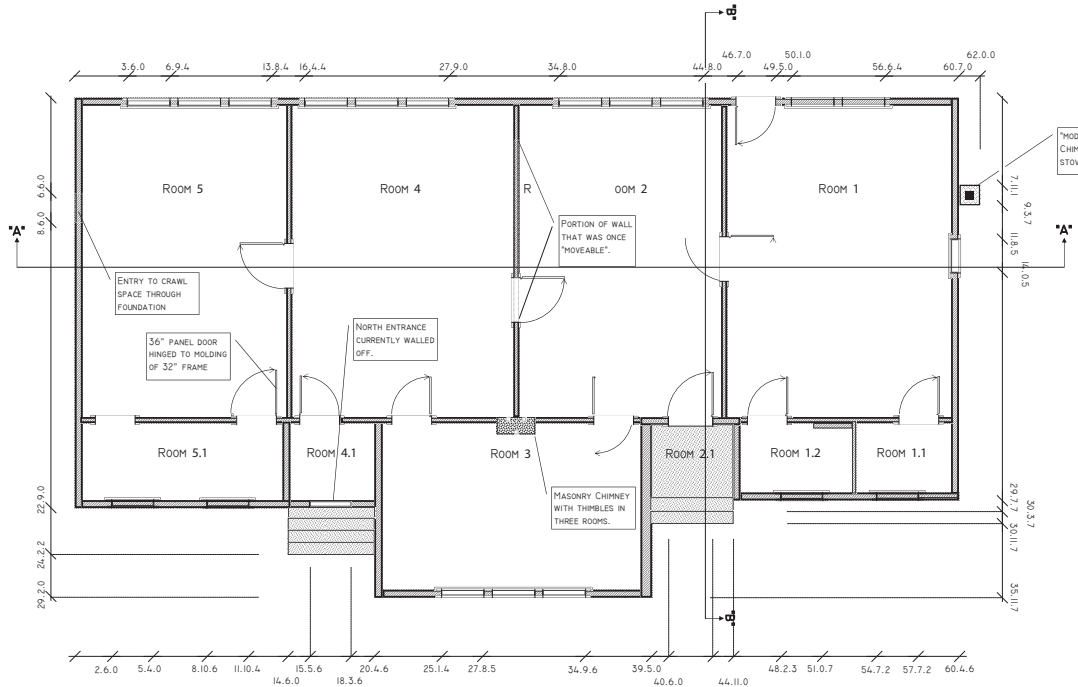 "B"
46.7.0 50.1.0 62.0.0
3.6.0 6.9.4 13.8.4 16.4.4 27.9.0 34.8.0 44.8.0 49.5.0 56.6.4 60.7.0
"MOD
CHIM
STOV
6.6.0
8.6.0
7.11.1
9.3.7
11.8.5
14.0.5
ROOM 5
ROOM 4
R OOM 2
ROOM 1
"A"
"A"
PORTION OF WALL
THAT WAS ONCE
"MOVEABLE".
ENTRY TO CRAWL
SPACE THROUGH
FOUNDATION
36" PANEL DOOR
HINGED TO MOLDING
OF 32" FRAME
NORTH ENTRANCE
CURRENTLY WALLED
OFF.
ROOM 5.1
ROOM 4.1
ROOM 3
ROOM 2.1
ROOM 1.2
ROOM 1.1
MASONRY CHIMNEY
WITH THIMBLES IN
THREE ROOMS.
22.9.0
24.2.2
29.2.0
29.7.7
30.3.7
30.11.7
35.11.7
"B"
2.6.0 5.4.0 8.10.6 11.10.4 15.5.6 20.4.6 25.1.4 27.8.5 34.9.6 39.5.0 48.2.3 51.0.7 54.7.2 57.7.2 60.4.6
14.6.0 18.3.6 40.6.0 44.11.0